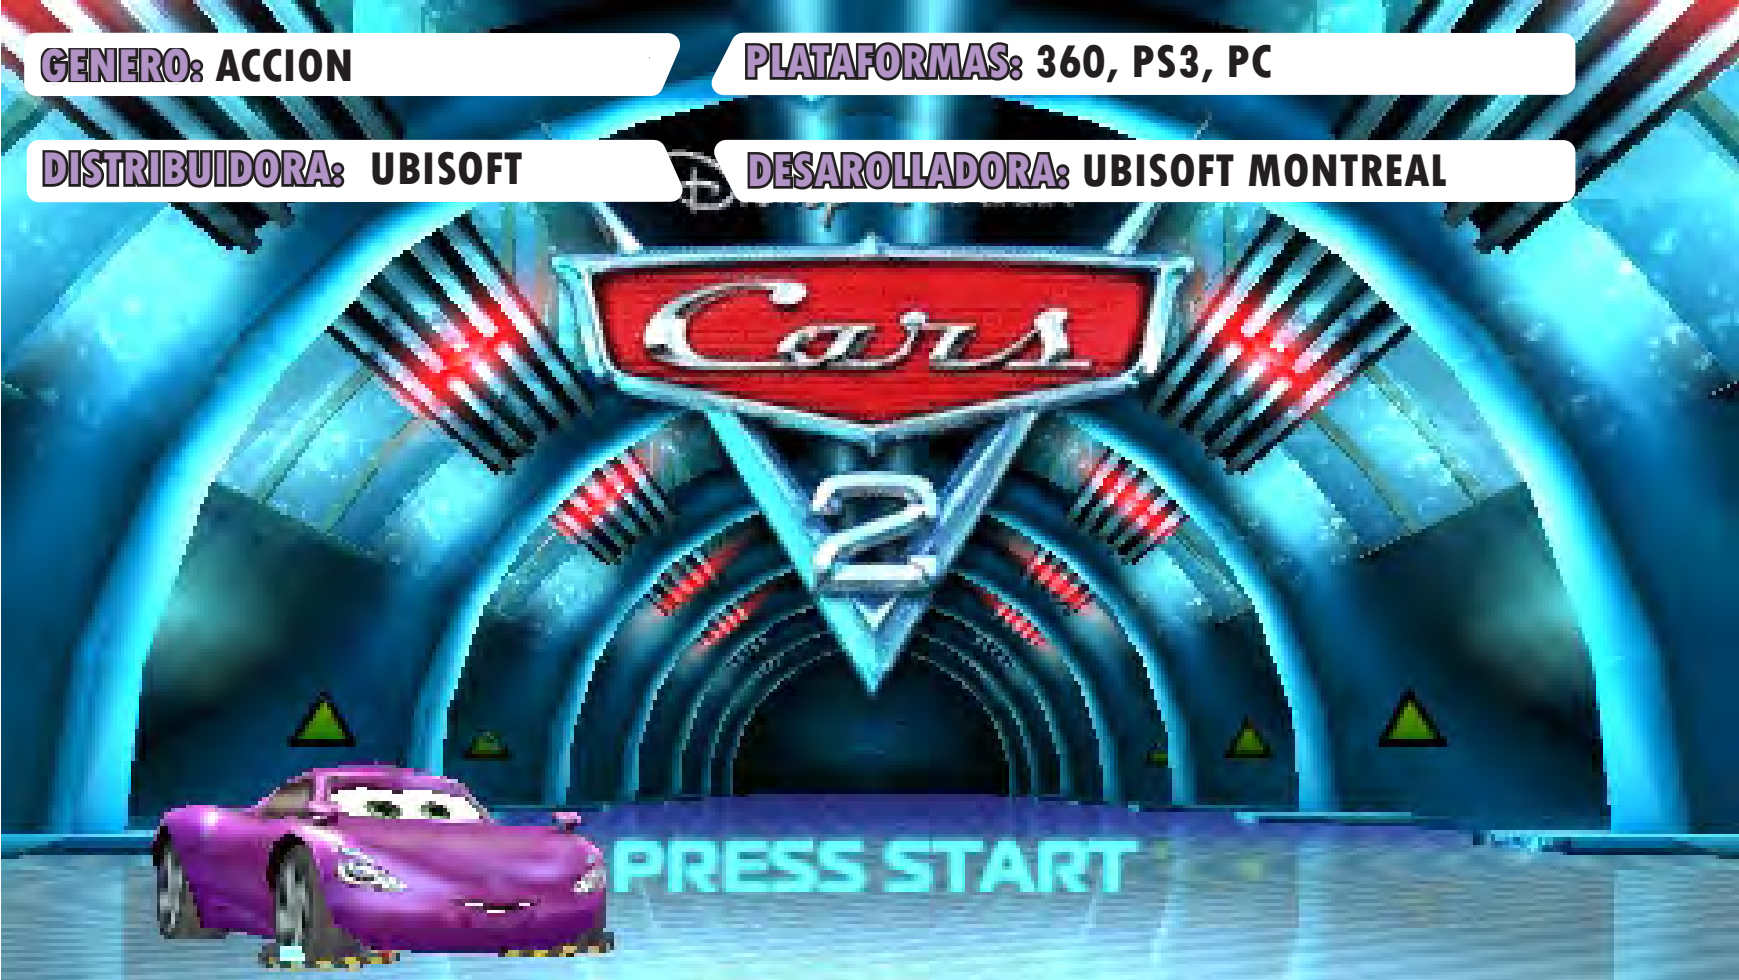 GENERO: ACCION
PLATAFORMAS: 360, PS3, PC
DISTRIBUIDORA: UBISOFT
DESAROLLADORA: UBISOFT MONTREAL
Cars
2
PRESS START